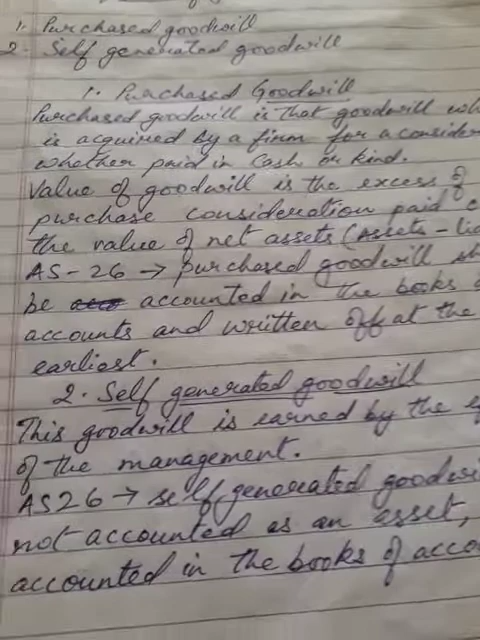 1. Purchased goodwill
2. Self generated goodwill
1. Purchased Goodwill
Purchased goodwill is that goodwill
is acquired by a firm for a
whether paid in cash or kind.
Value of goodwill is the excess of
purchase consideration paid
the value of net assets (Assets -
AS-26 → purchased goodwill
be accounted in the books
accounts and written off at the
earliest.
2. Self generated goodwill
This goodwill is earned by the
of the management.
AS26 → self generated
not accounted as an asset,
accounted in the books of